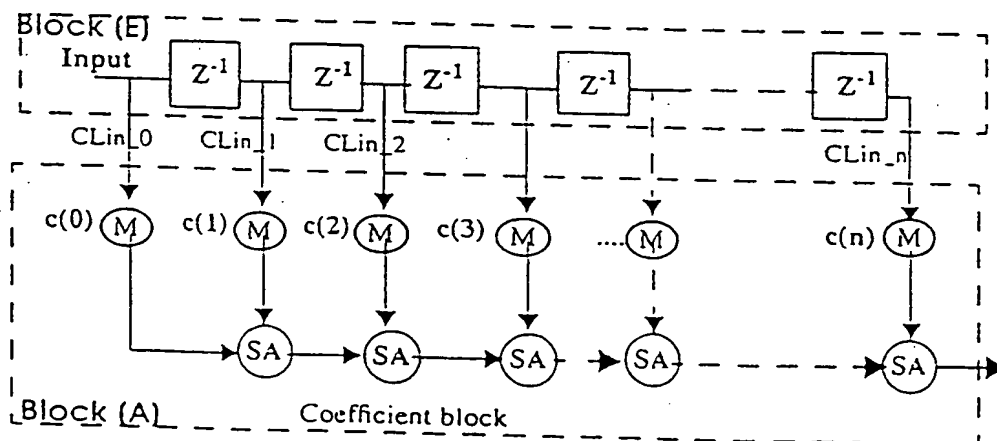 Block (E)
Input
Z-1 Z-1 Z-1 Z-1 Z-1
CLin_0 CLin_1 CLin_2 CLin_n
c(0) M c(1) M c(2) M c(3) M .... M c(n) M
SA SA SA SA SA
Block (A) Coefficient block